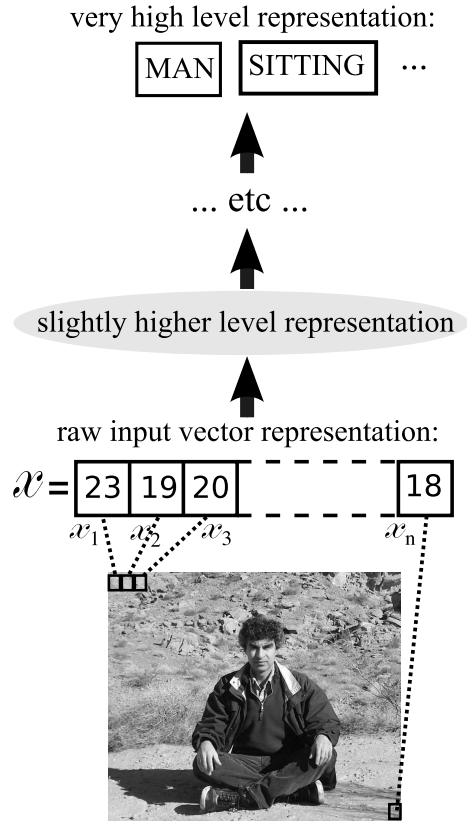 very high level representation:
MAN SITTING ...
... etc ...
slightly higher level representation
raw input vector representation:
x = 23 19 20 18
x1 x2 x3 xn